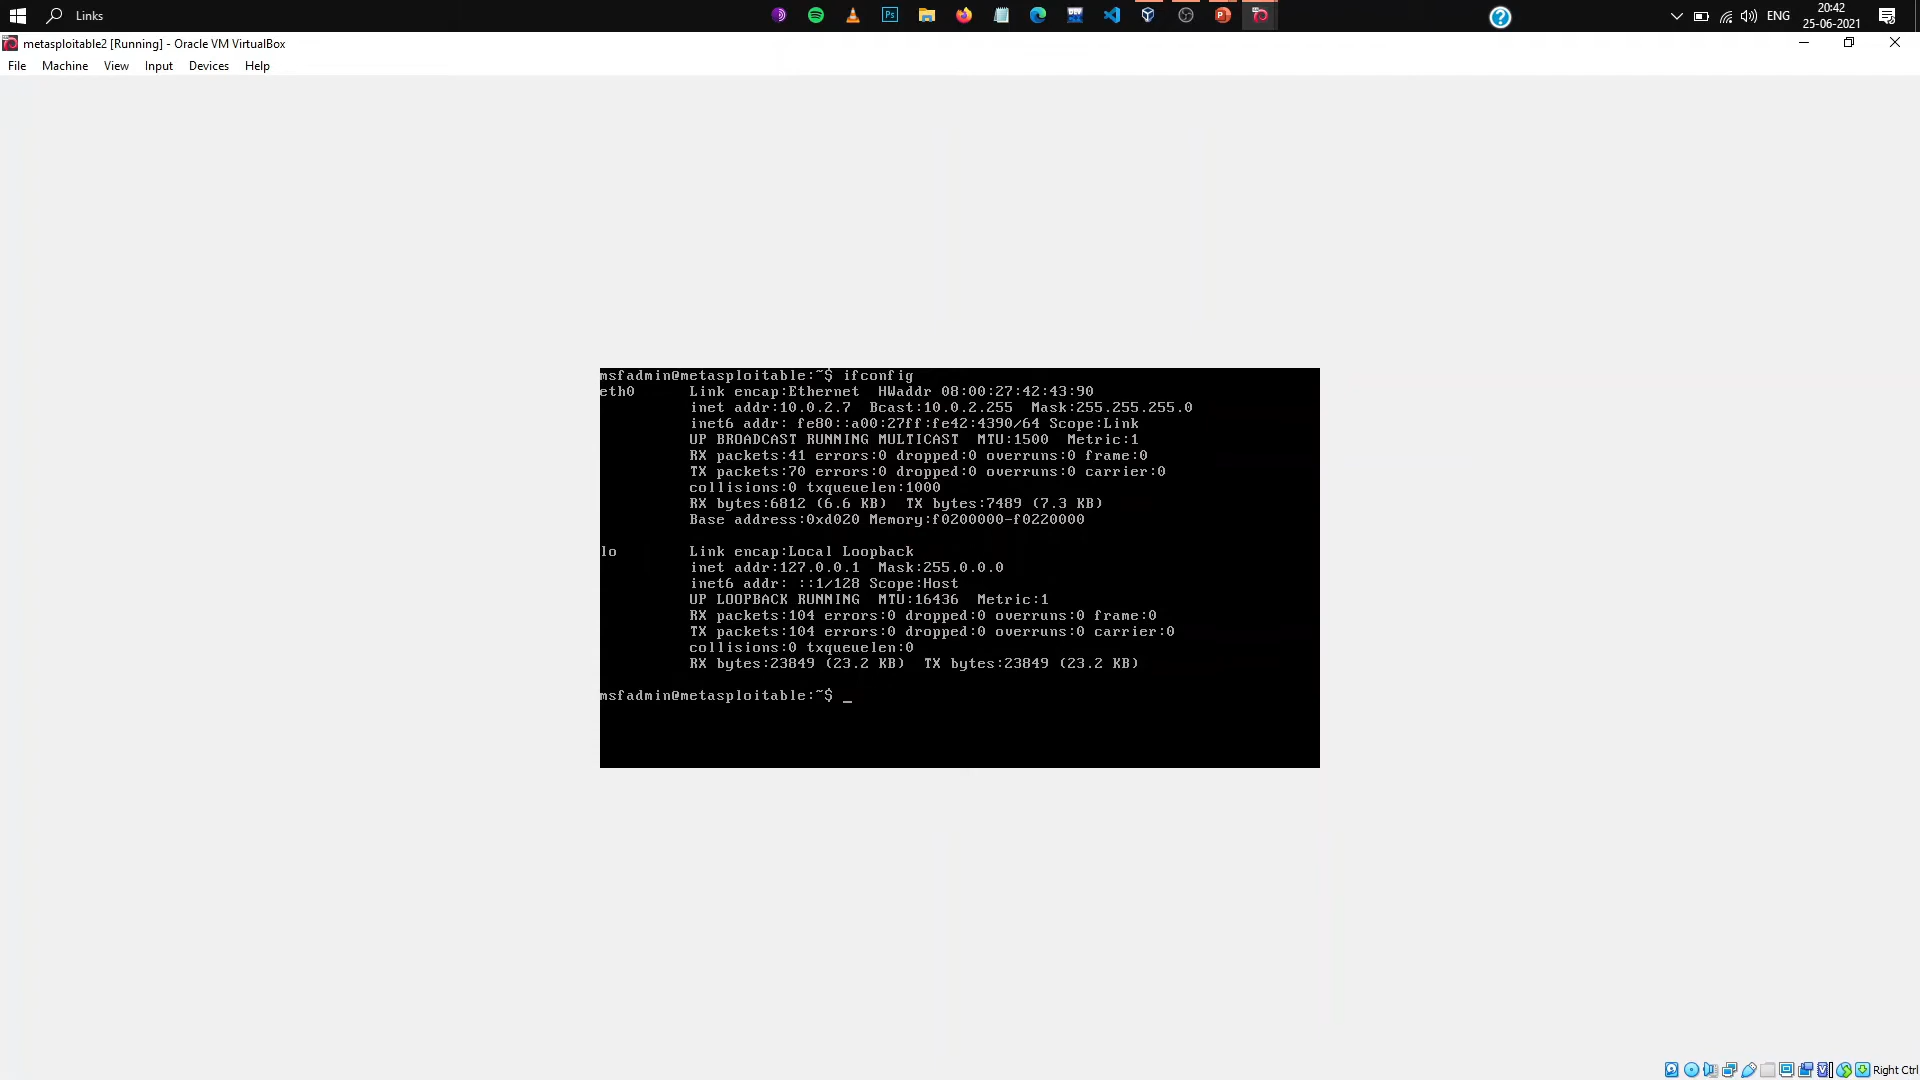 Links
ENG
20:42
25-06-2021
metasploitable2 [Running] - Oracle VM VirtualBox
File Machine View Input Devices Help
msfadmin@metasploitable:~$ ifconfig
eth0 Link encap:Ethernet HWaddr 08:00:27:42:43:90
inet addr:10.0.2.7 Bcast:10.0.2.255 Mask:255.255.255.0
inet6 addr: fe80::a00:27ff:fe42:4390/64 Scope:Link
UP BROADCAST RUNNING MULTICAST MTU:1500 Metric:1
RX packets:41 errors:0 dropped:0 overruns:0 frame:0
TX packets:70 errors:0 dropped:0 overruns:0 carrier:0
collisions:0 txqueuelen:1000
RX bytes:6812 (6.6 KB) TX bytes:7489 (7.3 KB)
Base address:0xd020 Memory:f0200000-f0220000
lo Link encap:Local Loopback
inet addr:127.0.0.1 Mask:255.0.0.0
inet6 addr: ::1/128 Scope:Host
UP LOOPBACK RUNNING MTU:16436 Metric:1
RX packets:104 errors:0 dropped:0 overruns:0 frame:0
TX packets:104 errors:0 dropped:0 overruns:0 carrier:0
collisions:0 txqueuelen:0
RX bytes:23849 (23.2 KB) TX bytes:23849 (23.2 KB)
msfadmin@metasploitable:~$ _
Right Ctrl